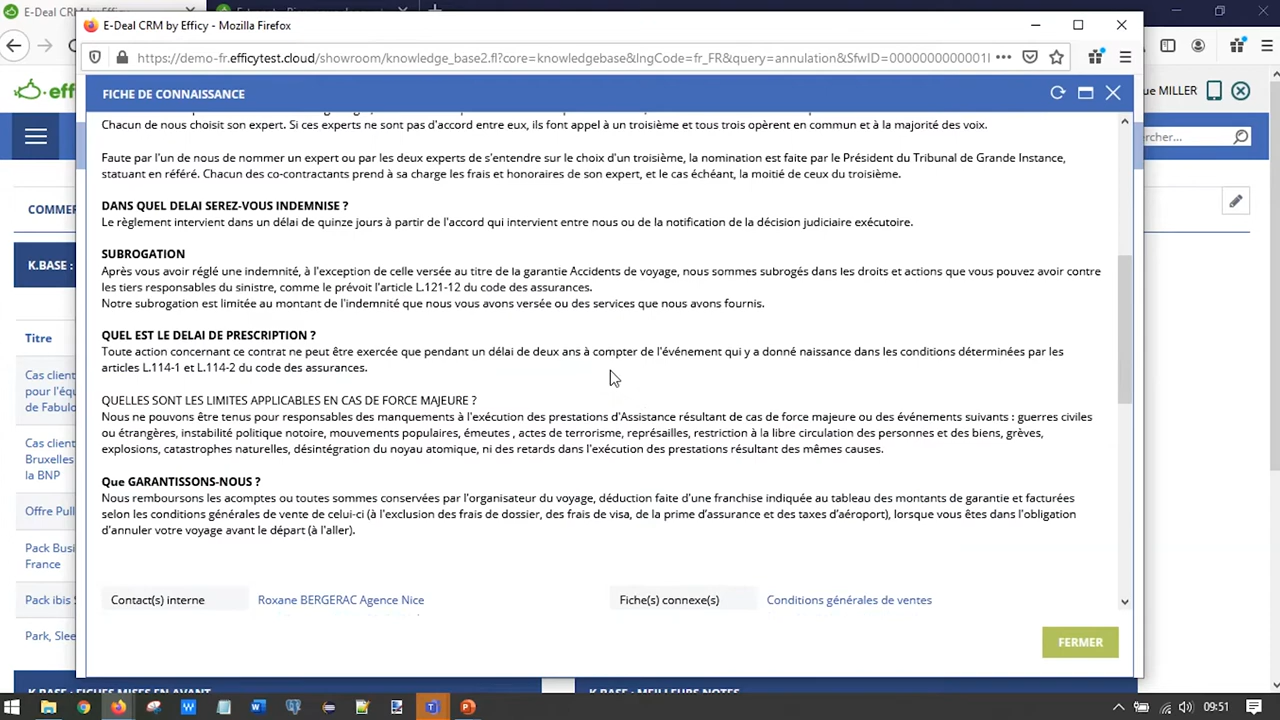 E-Deal CRM by Efficy - Mozilla Firefox
https://demo-fr.efficytest.cloud/showroom/knowledge_base2.fl?core=knowledgebase&lngCode=fr_FR&query=annulation&SfwID=0000000000001
FICHE DE CONNAISSANCE
ue MILLER
cher...
Chacun de nous choisit son expert. Si ces experts ne sont pas d'accord entre eux, ils font appel à un troisième et tous trois opèrent en commun et à la majorité des voix.
Faute par l'un de nous de nommer un expert ou par les deux experts de s'entendre sur le choix d'un troisième, la nomination est faite par le Président du Tribunal de Grande Instance,
statuant en référé. Chacun des co-contractants prend à sa charge les frais et honoraires de son expert, et le cas échéant, la moitié de ceux du troisième.
DANS QUEL DELAI SEREZ-VOUS INDEMNISE ?
Le règlement intervient dans un délai de quinze jours à partir de l'accord qui intervient entre nous ou de la notification de la décision judiciaire exécutoire.
SUBROGATION
Après vous avoir réglé une indemnité, à l'exception de celle versée au titre de la garantie Accidents de voyage, nous sommes subrogés dans les droits et actions que vous pouvez avoir contre
les tiers responsables du sinistre, comme le prévoit l'article L.121-12 du code des assurances.
Notre subrogation est limitée au montant de l'indemnité que nous vous avons versée ou des services que nous avons fournis.
QUEL EST LE DELAI DE PRESCRIPTION ?
Toute action concernant ce contrat ne peut être exercée que pendant un délai de deux ans à compter de l'événement qui y a donné naissance dans les conditions déterminées par les
articles L.114-1 et L.114-2 du code des assurances.
QUELLES SONT LES LIMITES APPLICABLES EN CAS DE FORCE MAJEURE ?
Nous ne pouvons être tenus pour responsables des manquements à l'exécution des prestations d'Assistance résultant de cas de force majeure ou des événements suivants : guerres civiles
ou étrangères, instabilité politique notoire, mouvements populaires, émeutes , actes de terrorisme, représailles, restriction à la libre circulation des personnes et des biens, grèves,
explosions, catastrophes naturelles, désintégration du noyau atomique, ni des retards dans l'exécution des prestations résultant des mêmes causes.
Que GARANTISSONS-NOUS ?
Nous remboursons les acomptes ou toutes sommes conservées par l'organisateur du voyage, déduction faite d'une franchise indiquée au tableau des montants de garantie et facturées
selon les conditions générales de vente de celui-ci (à l'exclusion des frais de dossier, des frais de visa, de la prime d'assurance et des taxes d'aéroport), lorsque vous êtes dans l'obligation
d'annuler votre voyage avant le départ (à l'aller).
Contact(s) interne
Roxane BERGERAC Agence Nice
Fiche(s) connexe(s)
Conditions générales de ventes
FERMER
eff
COMMER
K.BASE :
Titre
Cas client
pour l'équ
de Fabulo
Cas client
Bruxelles
la BNP
Offre Pull
Pack Busi
France
Pack ibis S
Park, Slee
09:51